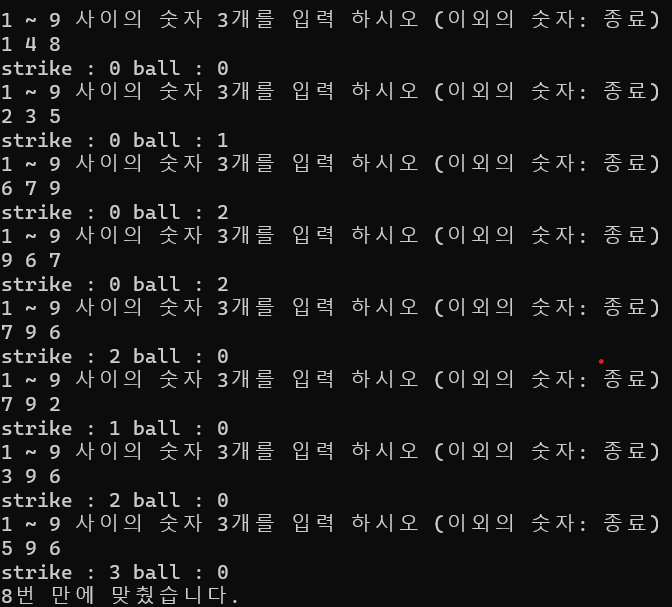 1 ~ 9 사이의 숫자 3개를 입력 하시오 (이외의 숫자: 종료)
1 4 8
strike : 0 ball : 0
1 ~ 9 사이의 숫자 3개를 입력 하시오 (이외의 숫자: 종료)
2 3 5
strike : 0 ball : 1
1 ~ 9 사이의 숫자 3개를 입력 하시오 (이외의 숫자: 종료)
6 7 9
strike : 0 ball : 2
1 ~ 9 사이의 숫자 3개를 입력 하시오 (이외의 숫자: 종료)
9 6 7
strike : 0 ball : 2
1 ~ 9 사이의 숫자 3개를 입력 하시오 (이외의 숫자: 종료)
7 9 6
strike : 2 ball : 0
1 ~ 9 사이의 숫자 3개를 입력 하시오 (이외의 숫자: 종료)
7 9 2
strike : 1 ball : 0
1 ~ 9 사이의 숫자 3개를 입력 하시오 (이외의 숫자: 종료)
3 9 6
strike : 2 ball : 0
1 ~ 9 사이의 숫자 3개를 입력 하시오 (이외의 숫자: 종료)
5 9 6
strike : 3 ball : 0
8번 만에 맞췄습니다.